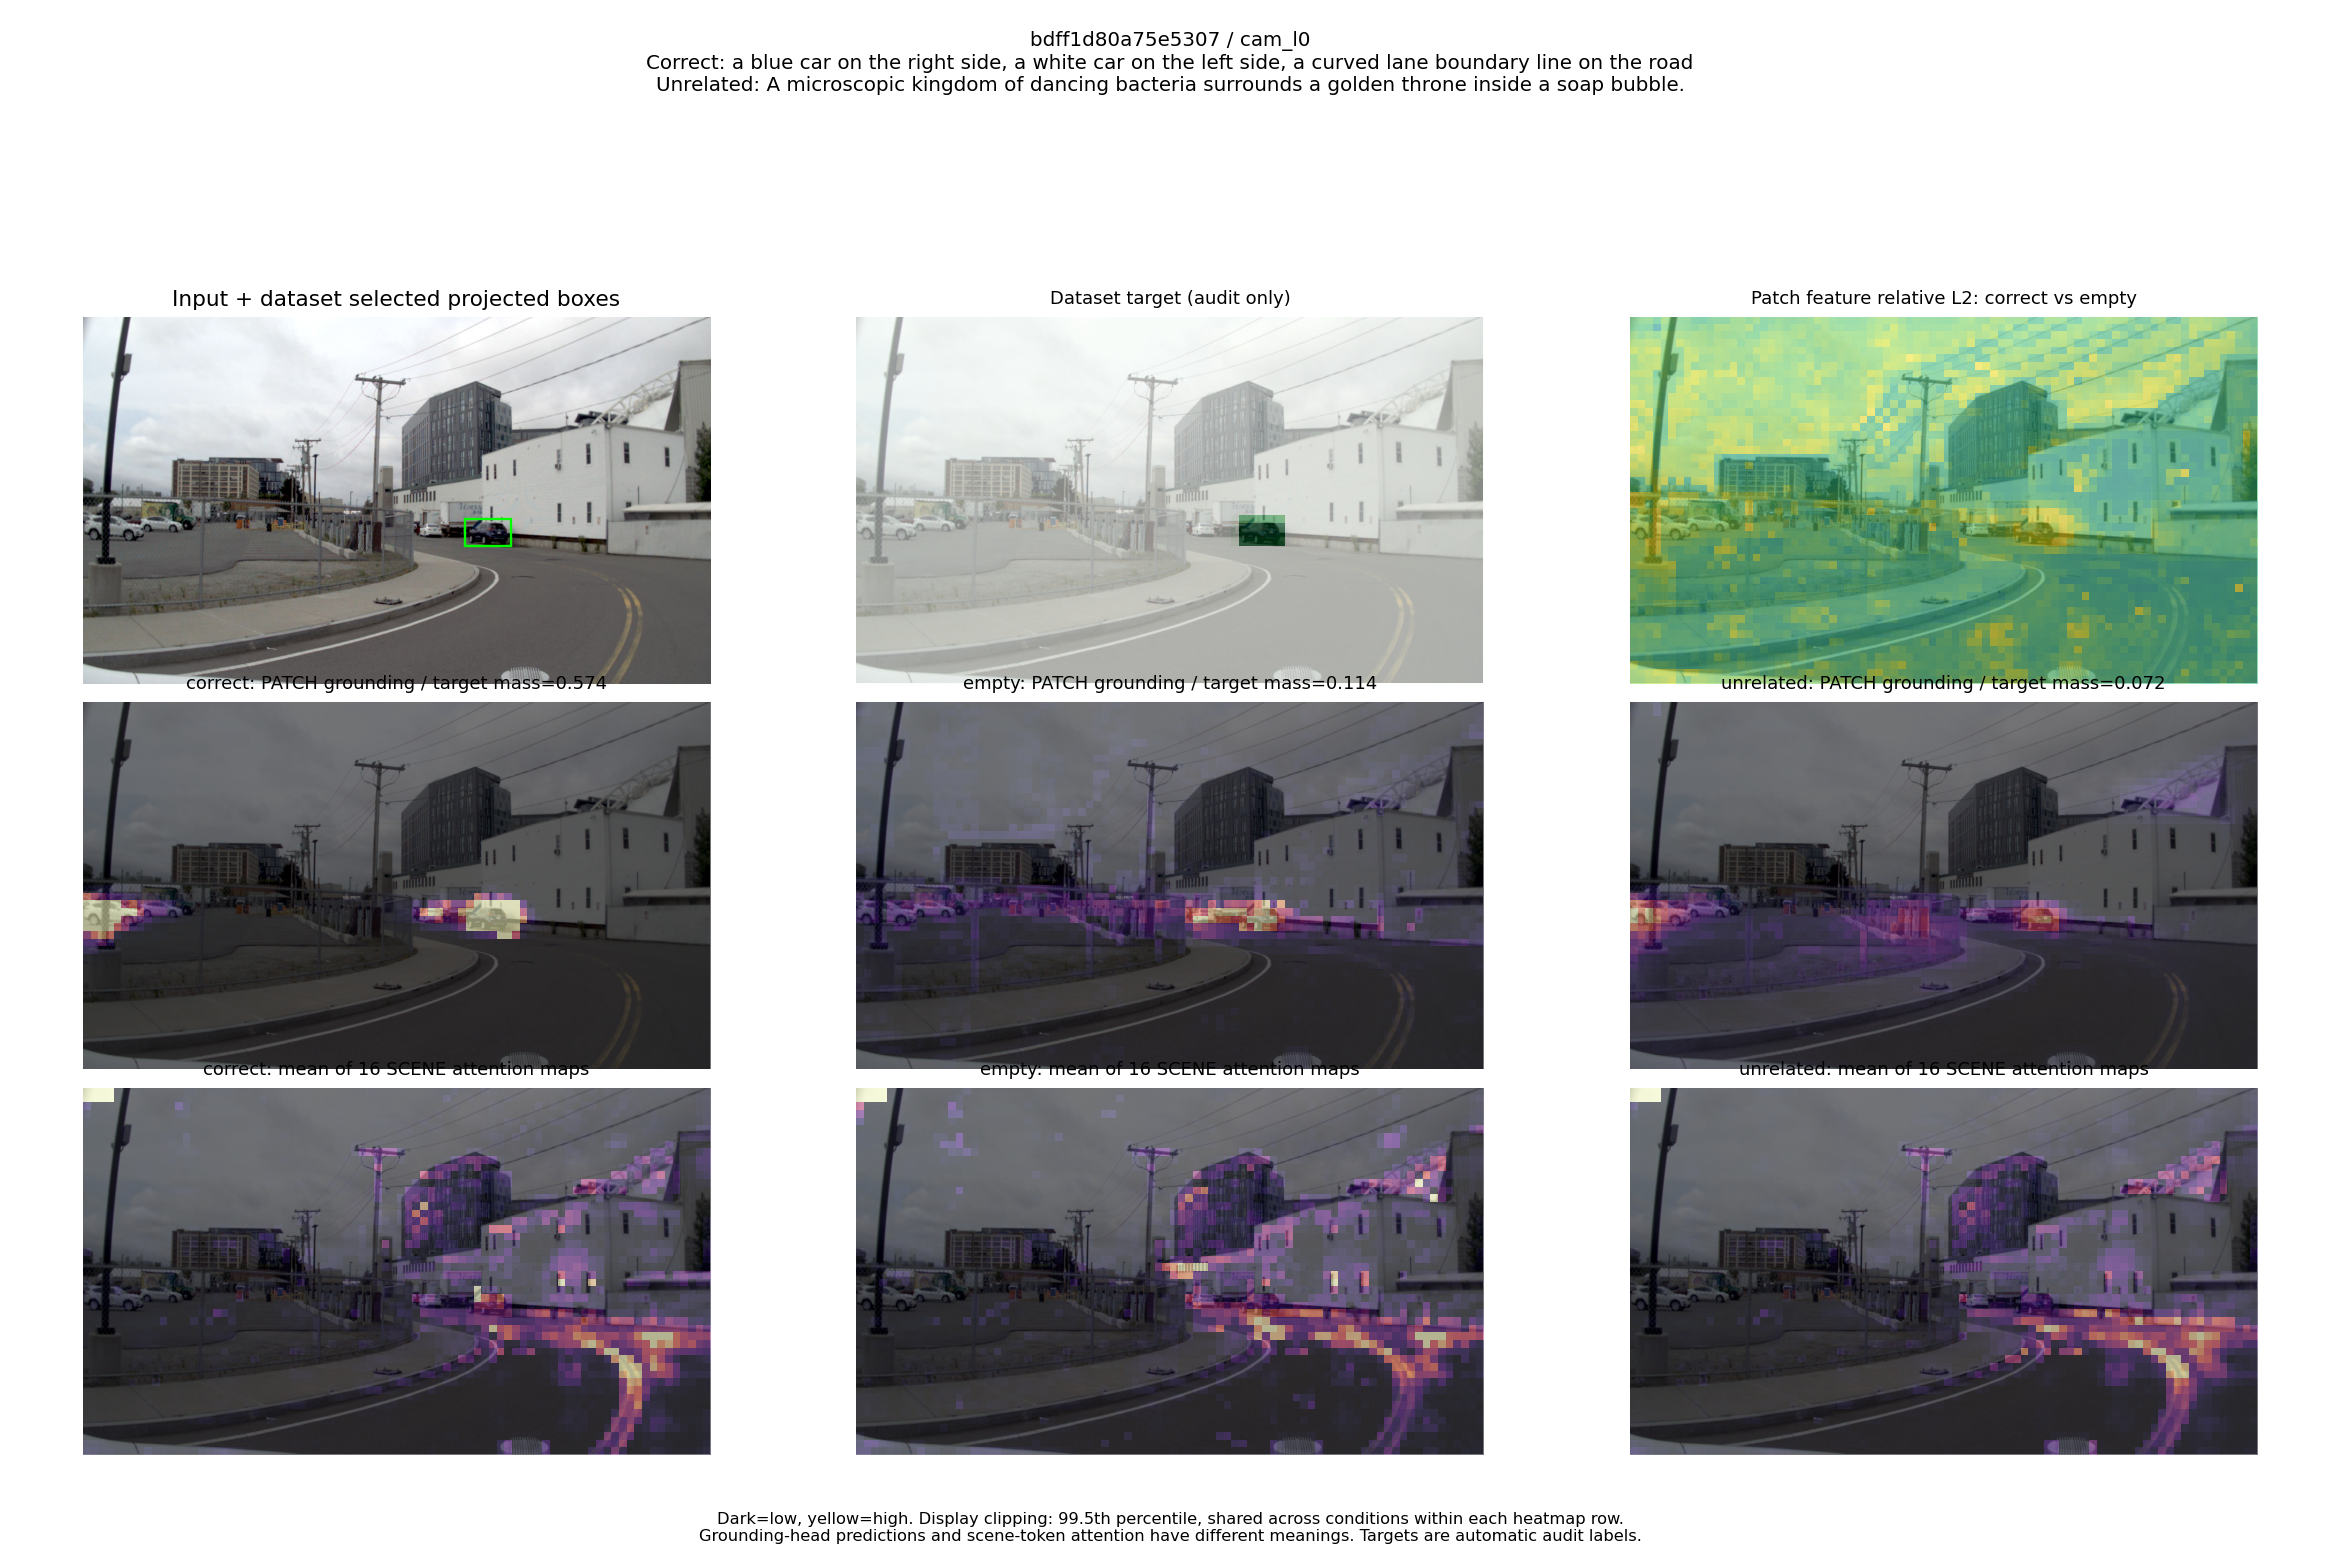 bdff1d80a75e5307 / cam_l0
Correct: a blue car on the right side, a white car on the left side, a curved lane boundary line on the road
Unrelated: A microscopic kingdom of dancing bacteria surrounds a golden throne inside a soap bubble.
Input + dataset selected projected boxes
Dataset target (audit only)
Patch feature relative L2: correct vs empty
correct: PATCH grounding / target mass=0.574
empty: PATCH grounding / target mass=0.114
unrelated: PATCH grounding / target mass=0.072
correct: mean of 16 SCENE attention maps
empty: mean of 16 SCENE attention maps
unrelated: mean of 16 SCENE attention maps
Dark=low, yellow=high. Display clipping: 99.5th percentile, shared across conditions within each heatmap row.
Grounding-head predictions and scene-token attention have different meanings. Targets are automatic audit labels.